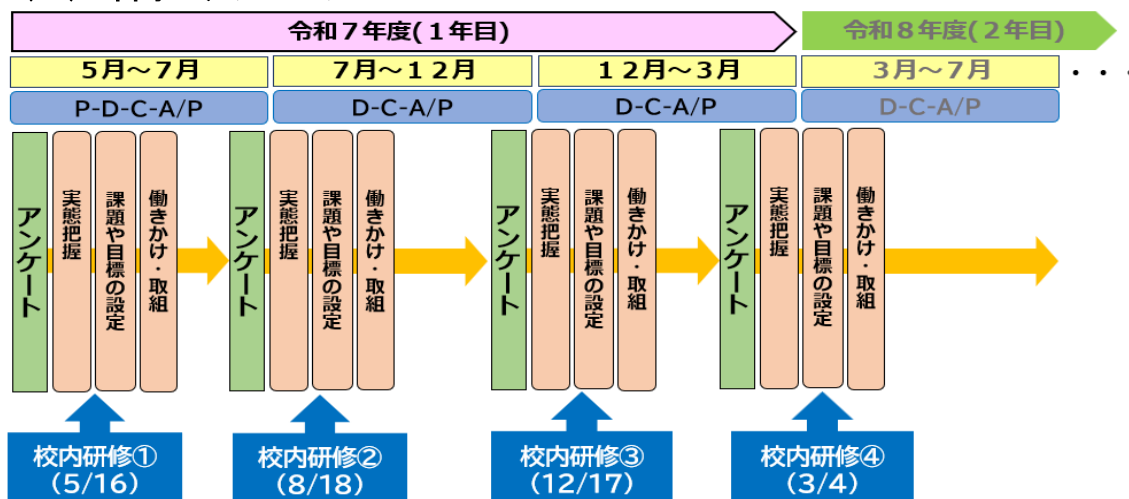 令和７年度(１年目)
令和８年度(２年目)
５月～７月
７月～１２月
１２月～３月
３月～７月
・・・
P-D-C-A/P
D-C-A/P
D-C-A/P
D-C-A/P
アンケート
実態把握
課題や目標の設定
働きかけ・取組
アンケート
実態把握
課題や目標の設定
働きかけ・取組
アンケート
実態把握
課題や目標の設定
働きかけ・取組
アンケート
実態把握
課題や目標の設定
働きかけ・取組
校内研修①
（5/16）
校内研修②
（8/18）
校内研修③
（12/17）
校内研修④
（3/4）